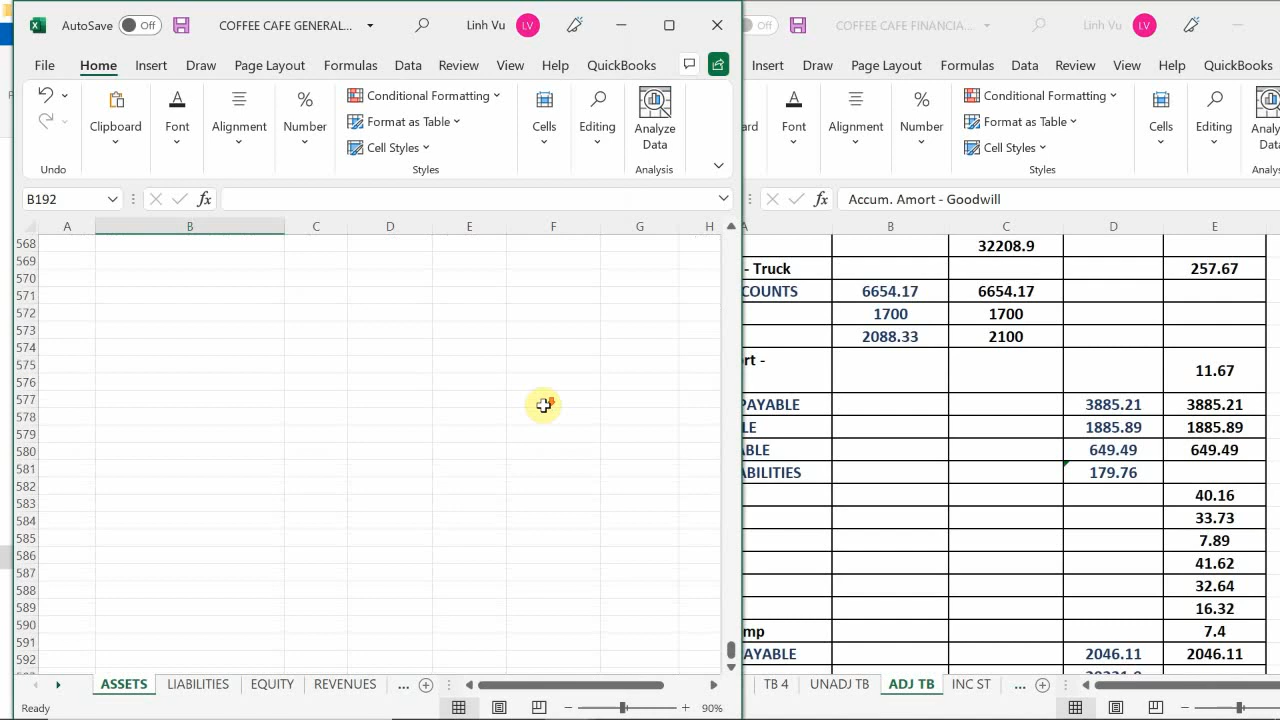 AutoSave Off COFFEE CAFE GENERAL... Linh Vu LV
File Home Insert Draw Page Layout Formulas Data Review View Help QuickBooks
Clipboard Font Alignment Number
Conditional Formatting
Format as Table
Cell Styles
Cells Editing Analyze Data
Undo Styles Analysis
B192 fx
A B C D E F G H
568
569
570
571
572
573
574
575
576
577
578
579
580
581
582
583
584
585
586
587
588
589
590
591
592
ASSETS LIABILITIES EQUITY REVENUES ...
Ready 90%
Off COFFEE CAFE FINANCIA... Linh Vu LV
Insert Draw Page Layout Formulas Data Review View Help QuickBooks
ard Font Alignment Number
Conditional Formatting
Format as Table
Cell Styles
Cells Editing Analy Data
Styles Analys
fx Accum. Amort - Goodwill
A B C D E
32208.9
- Truck 257.67
COUNTS 6654.17 6654.17
1700 1700
2088.33 2100
rt -
11.67
PAYABLE 3885.21 3885.21
LE 1885.89 1885.89
ABLE 649.49 649.49
ABILITIES 179.76
40.16
33.73
7.89
41.62
32.64
16.32
mp 7.4
AYABLE 2046.11 2046.11
TB 4 UNADJ TB ADJ TB INC ST ...